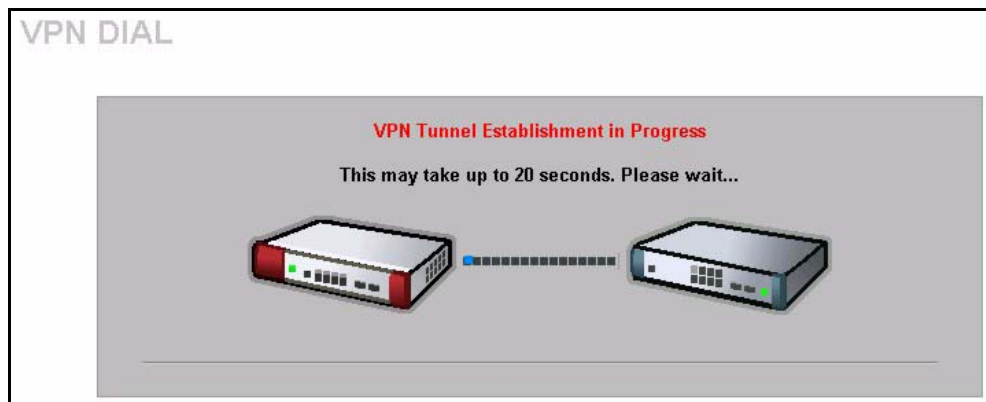 VPN DIAL
VPN Tunnel Establishment in Progress
This may take up to 20 seconds. Please wait...